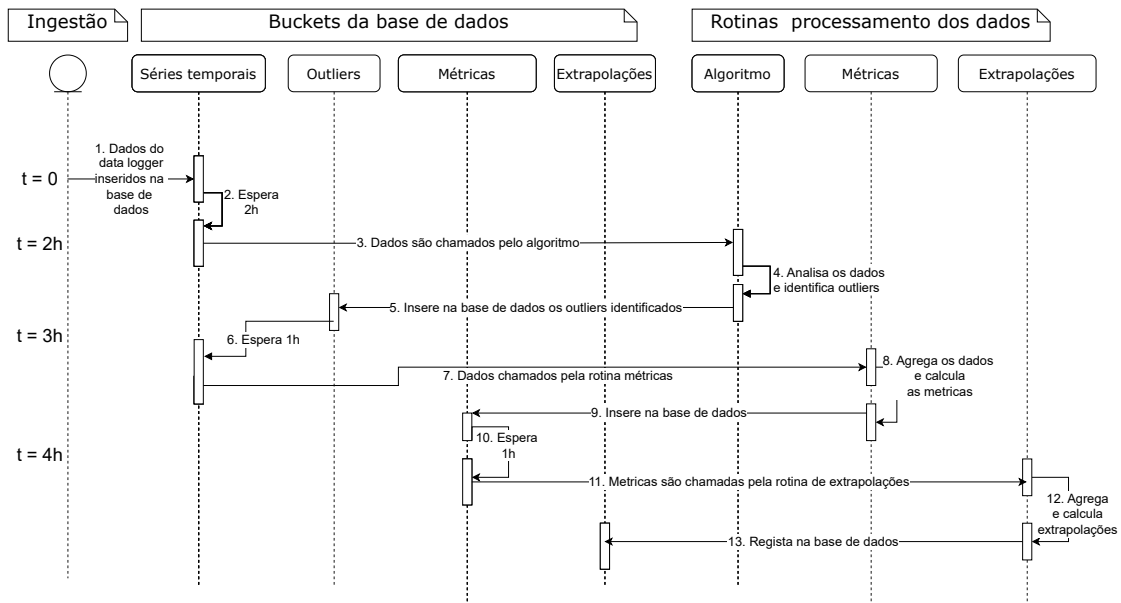 Ingestão
Buckets da base de dados
Rotinas processamento dos dados
Séries temporais
Outliers
Métricas
Extrapolações
Algoritmo
Métricas
Extrapolações
t = 0
1. Dados do
data logger
inseridos na
base de
dados
2. Espera
2h
t = 2h
3. Dados são chamados pelo algoritmo
4. Analisa os dados
e identifica outliers
5. Insere na base de dados os outliers identificados
t = 3h
6. Espera 1h
7. Dados chamados pela rotina métricas
8. Agrega os dados
e calcula
as metricas
9. Insere na base de dados
10. Espera
1h
t = 4h
11. Metricas são chamadas pela rotina de extrapolações
12. Agrega
e calcula
extrapolações
13. Regista na base de dados